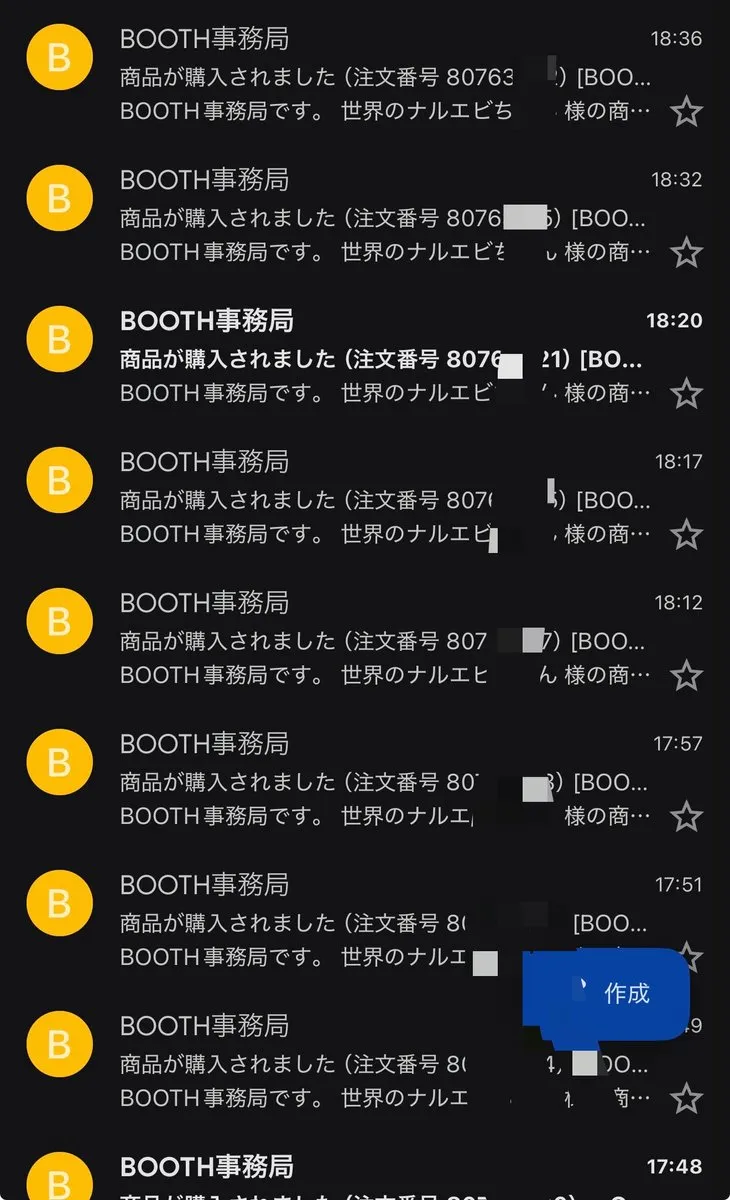 B
BOOTH事務局 18:36
商品が購入されました (注文番号 80763 ) [BOO...
BOOTH事務局です。 世界のナルエビち 様の商…
B
BOOTH事務局 18:32
商品が購入されました (注文番号 8076 ) [BOO...
BOOTH事務局です。 世界のナルエビ 様の商…
B
BOOTH事務局 18:20
商品が購入されました (注文番号 8076 21) [BO...
BOOTH事務局です。 世界のナルエビ 様の商…
B
BOOTH事務局 18:17
商品が購入されました (注文番号 807 ) [BOO...
BOOTH事務局です。 世界のナルエビ 様の商…
B
BOOTH事務局 18:12
商品が購入されました (注文番号 807 7) [BOO...
BOOTH事務局です。 世界のナルエ ん 様の商…
B
BOOTH事務局 17:57
商品が購入されました (注文番号 80 ) [BOO...
BOOTH事務局です。 世界のナルエ 様の商…
B
BOOTH事務局 17:51
商品が購入されました (注文番号 8 [BOO...
BOOTH事務局です。 世界のナルエ
作成
B
BOOTH事務局 49
商品が購入されました (注文番号 8 OO...
BOOTH事務局です。 世界のナルエ 商…
B
BOOTH事務局 17:48